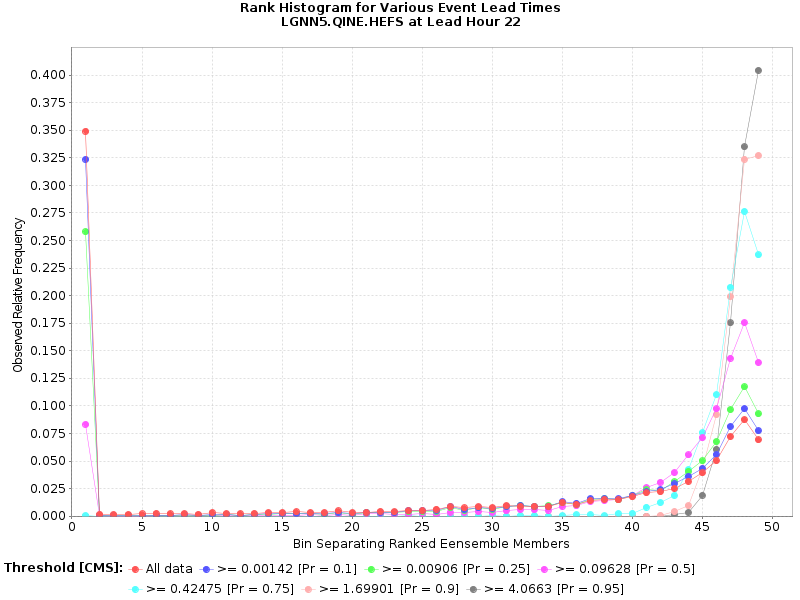 Rank Histogram for Various Event Lead Times
LGNN5.QINE.HEFS at Lead Hour 22
0.400
0.375
0.350
0.325
0.300
0.275
0.250
0.225
0.200
0.175
0.150
0.125
0.100
0.075
0.050
0.025
0.000
Observed Relative Frequency
0 5 10 15 20 25 30 35 40 45 50
Bin Separating Ranked Eensemble Members
Threshold [CMS]: All data >= 0.00142 [Pr = 0.1] >= 0.00906 [Pr = 0.25] >= 0.09628 [Pr = 0.5]
>= 0.42475 [Pr = 0.75] >= 1.69901 [Pr = 0.9] >= 4.0663 [Pr = 0.95]